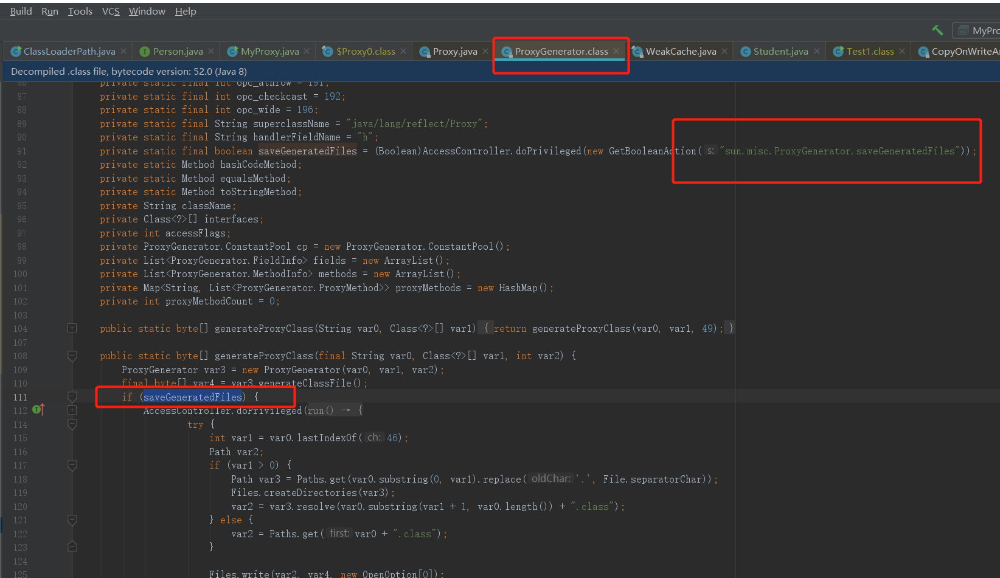 Build Run Tools VCS Window Help
MyPro
ClassLoaderPath.java Person.java MyProxy.java $Proxy0.class Proxy.java ProxyGenerator.class WeakCache.java Student.java Test1.class CopyOnWriteAr
Decompiled .class file, bytecode version: 52.0 (Java 8)
86 private static final int opc_athrow = 191;
87 private static final int opc_checkcast = 192;
88 private static final int opc_wide = 196;
89 private static final String superclassName = "java/lang/reflect/Proxy";
90 private static final String handlerFieldName = "h";
91 private static final boolean saveGeneratedFiles = (Boolean)AccessController.doPrivileged(new GetBooleanAction( s: "sun.misc.ProxyGenerator.saveGeneratedFiles"));
92 private static Method hashCodeMethod;
93 private static Method equalsMethod;
94 private static Method toStringMethod;
95 private String className;
96 private Class<?>[] interfaces;
97 private int accessFlags;
98 private ProxyGenerator.ConstantPool cp = new ProxyGenerator.ConstantPool();
99 private List<ProxyGenerator.FieldInfo> fields = new ArrayList();
100 private List<ProxyGenerator.MethodInfo> methods = new ArrayList();
101 private Map<String, List<ProxyGenerator.ProxyMethod>> proxyMethods = new HashMap();
102 private int proxyMethodCount = 0;
103
104 public static byte[] generateProxyClass(String var0, Class<?>[] var1) { return generateProxyClass(var0, var1, 49); }
107
108 public static byte[] generateProxyClass(final String var0, Class<?>[] var1, int var2) {
109 ProxyGenerator var3 = new ProxyGenerator(var0, var1, var2);
110 final byte[] var4 = var3.generateClassFile();
111 if (saveGeneratedFiles) {
112 AccessController.doPrivileged(run() → {
114 try {
115 int var1 = var0.lastIndexOf( ch: 46);
116 Path var2;
117 if (var1 > 0) {
118 Path var3 = Paths.get(var0.substring(0, var1).replace( oldChar: '.', File.separatorChar));
119 Files.createDirectories(var3);
120 var2 = var3.resolve(var0.substring(var1 + 1, var0.length()) + ".class");
121 } else {
122 var2 = Paths.get( first: var0 + ".class");
123 }
124
125 Files.write(var2, var4, new OpenOption[0]);